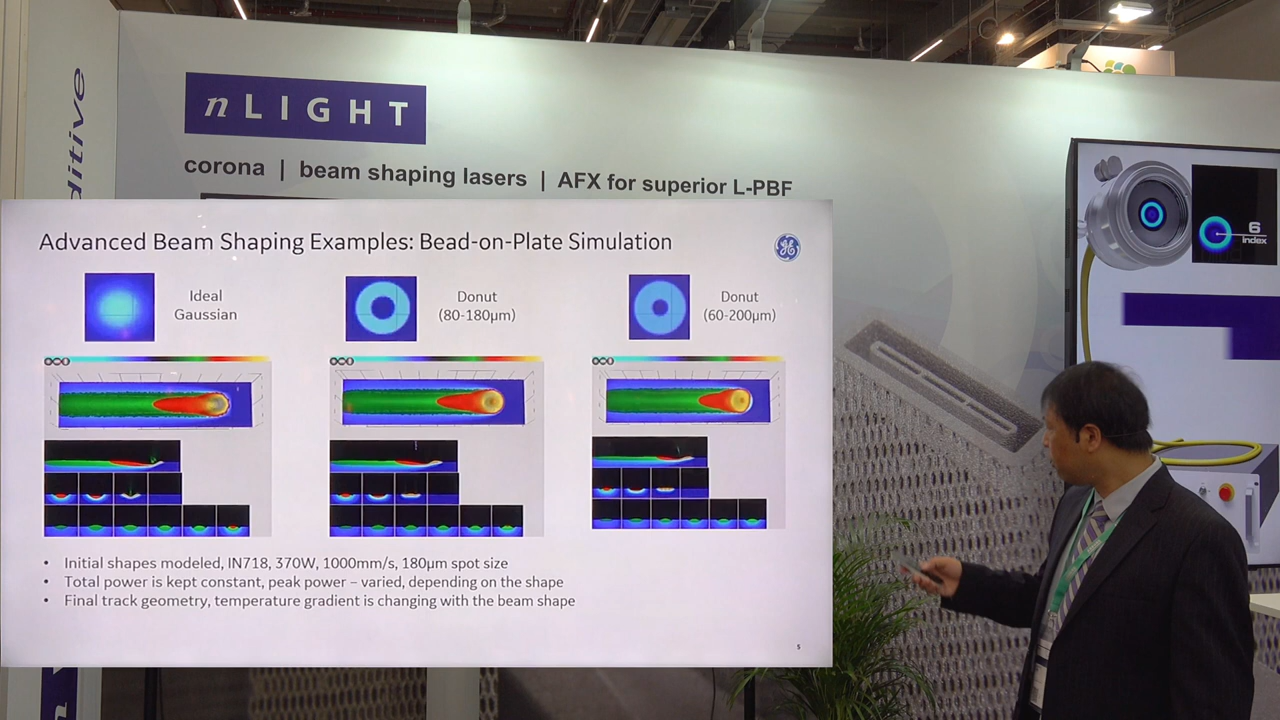 nLIGHT
corona | beam shaping lasers | AFX for superior L-PBF
ditive
Advanced Beam Shaping Examples: Bead-on-Plate Simulation
GE
Ideal
Gaussian
Donut
(80-180μm)
Donut
(60-200μm)
• Initial shapes modeled, IN718, 370W, 1000mm/s, 180μm spot size
• Total power is kept constant, peak power – varied, depending on the shape
• Final track geometry, temperature gradient is changing with the beam shape
5
6
Index
n